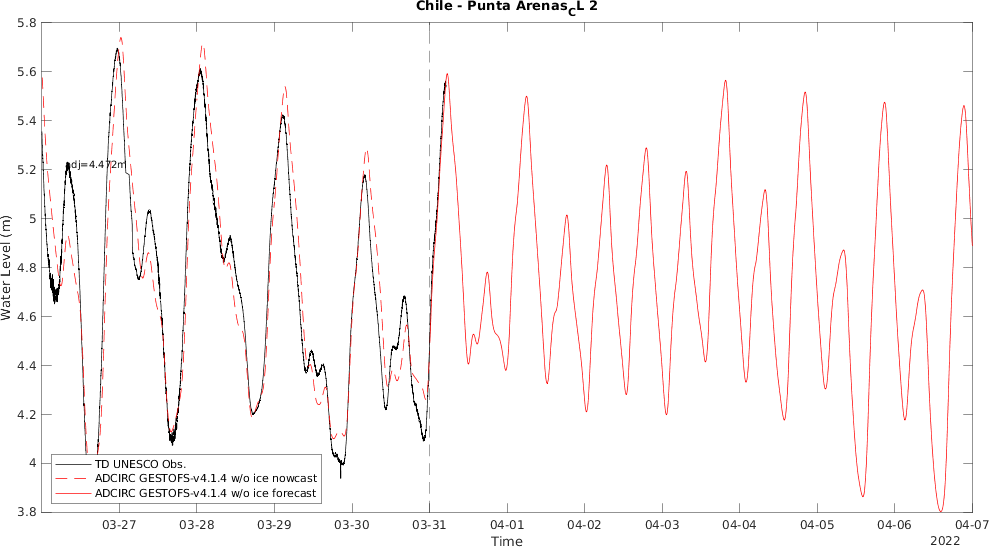 Chile - Punta Arenas_CL 2
5.8
5.6
5.4
5.2
5
4.8
4.6
4.4
4.2
4
3.8
Water Level (m)
adj=4.472m
TD UNESCO Obs.
ADCIRC GESTOFS-v4.1.4 w/o ice nowcast
ADCIRC GESTOFS-v4.1.4 w/o ice forecast
03-27 03-28 03-29 03-30 03-31 04-01 04-02 04-03 04-04 04-05 04-06 04-07
Time
2022